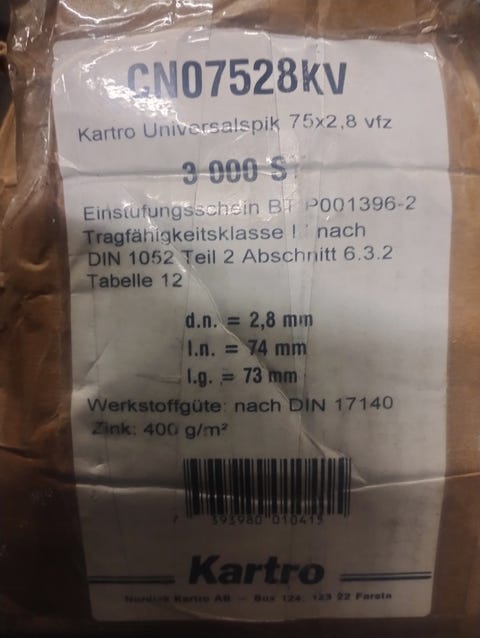 CN07528KV
Kartro Universalspik 75x2,8 vfz
3 000 S
Einstufungsschein BT P001396-2
Tragfähigkeitsklasse nach
DIN 1052 Teil 2 Abschnitt 6.3.2
Tabelle 12
d.n. = 2,8 mm
l.n. = 74 mm
l.g. = 73 mm
Werkstoffgüte: nach DIN 17140
Zink: 400 g/m²
7 393980 010415
Kartro
Nordisk Kartro AB – Box 124, 123 22 Farsta